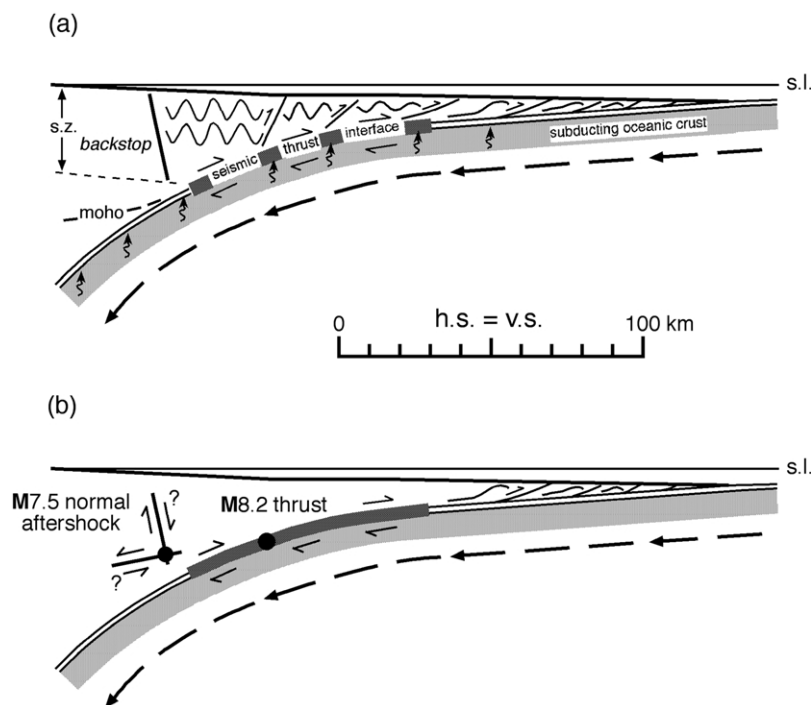 (a)
s.l.
s.z.
backstop
seismic thrust interface
subducting oceanic crust
moho
0 h.s. = v.s. 100 km
(b)
s.l.
M7.5 normal
aftershock
M8.2 thrust
?
?